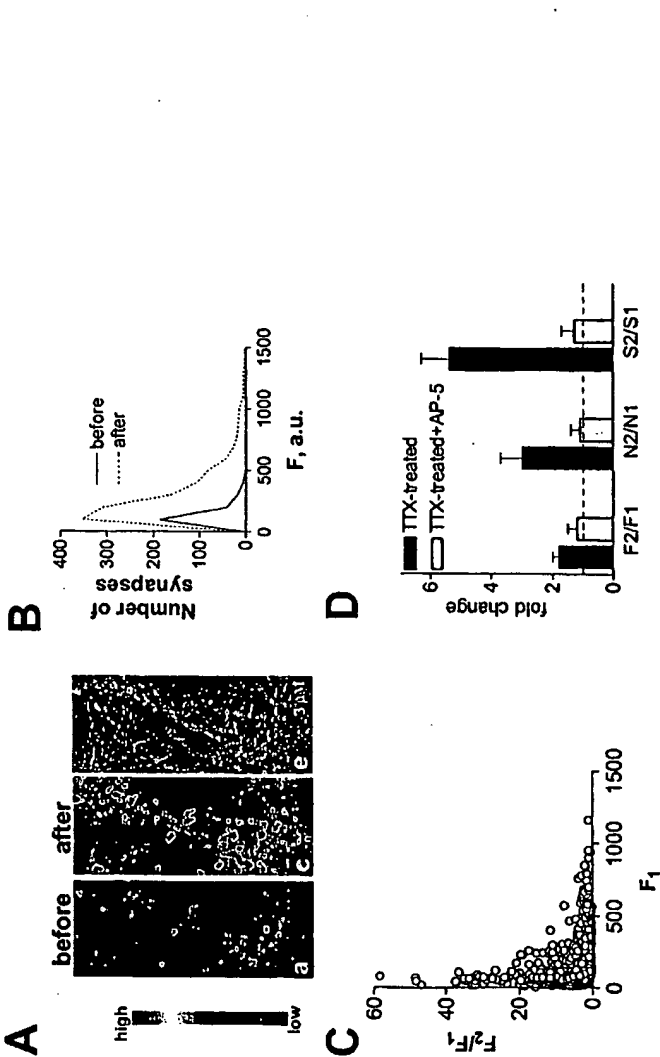 A
before
after
high
low
a
c
e
3 μM
B
400
300
200
100
0
Number of
synapses
before
after
0
500
1000
1500
F, a.u.
C
60
40
20
0
F2/F1
0
500
1000
1500
F1
D
6
4
2
0
fold change
TTX-treated
TTX-treated+AP-5
F2/F1
N2/N1
S2/S1